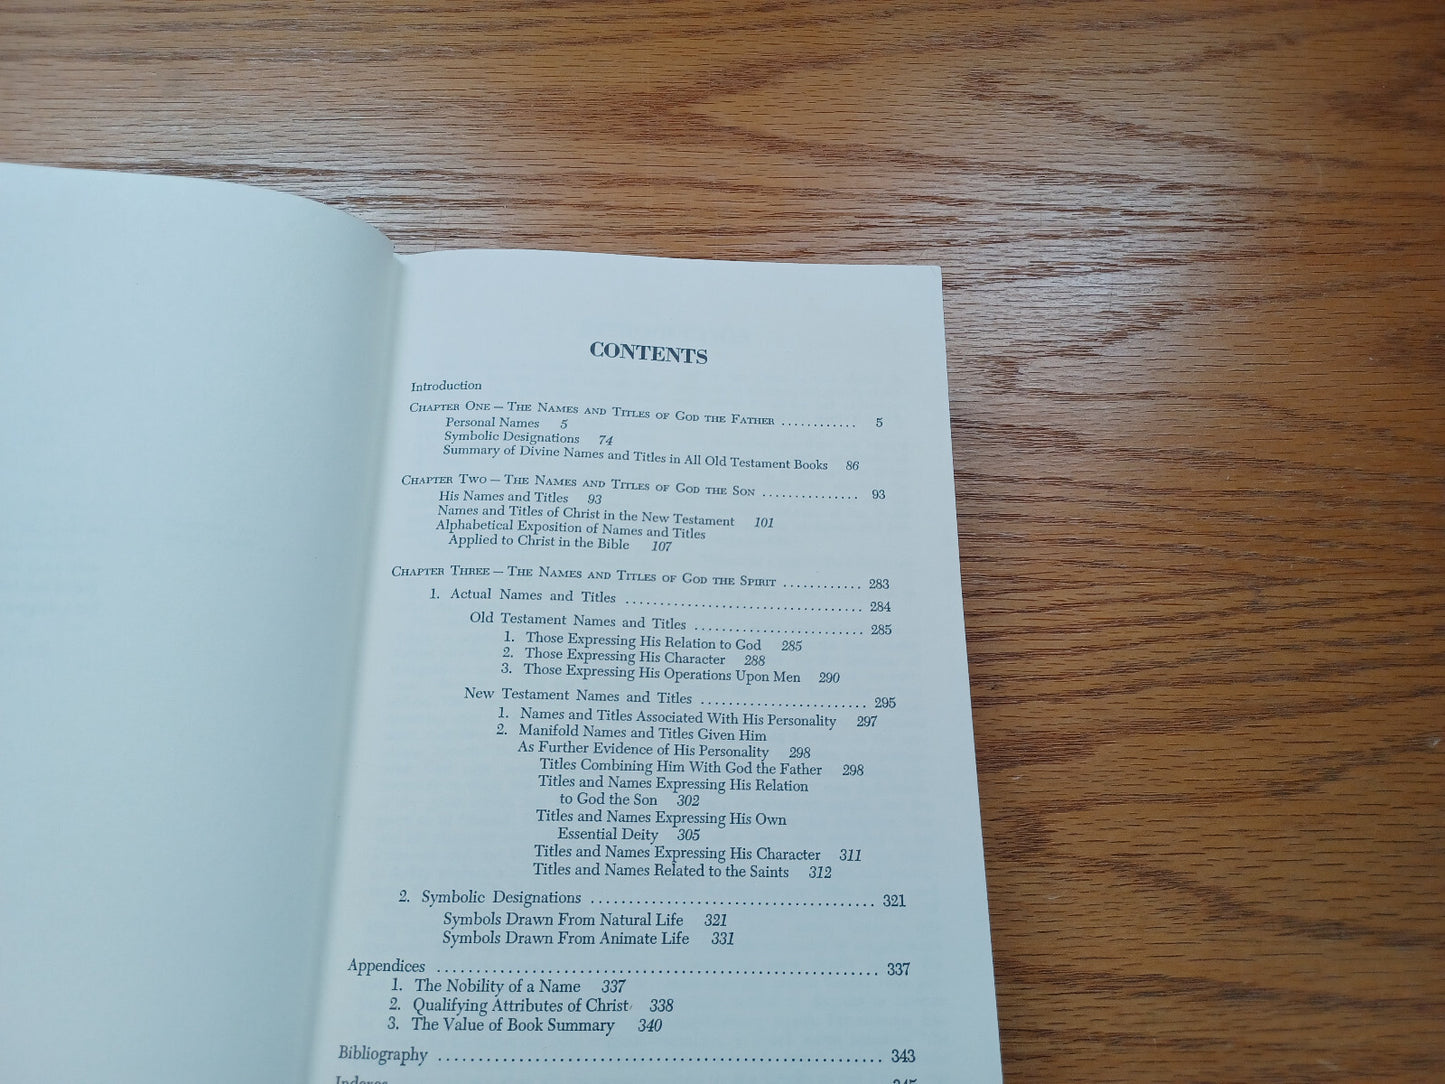 CONTENTS
Introduction
Chapter One — The Names and Titles of God the Father ............ 5
Personal Names 5
Symbolic Designations 74
Summary of Divine Names and Titles in All Old Testament Books 86
Chapter Two — The Names and Titles of God the Son ............... 93
His Names and Titles 93
Names and Titles of Christ in the New Testament 101
Alphabetical Exposition of Names and Titles
Applied to Christ in the Bible 107
Chapter Three — The Names and Titles of God the Spirit ............ 283
1. Actual Names and Titles .................................. 284
Old Testament Names and Titles ......................... 285
1. Those Expressing His Relation to God 285
2. Those Expressing His Character 288
3. Those Expressing His Operations Upon Men 290
New Testament Names and Titles ........................ 295
1. Names and Titles Associated With His Personality 297
2. Manifold Names and Titles Given Him
As Further Evidence of His Personality 298
Titles Combining Him With God the Father 298
Titles and Names Expressing His Relation
to God the Son 302
Titles and Names Expressing His Own
Essential Deity 305
Titles and Names Expressing His Character 311
Titles and Names Related to the Saints 312
2. Symbolic Designations .................................... 321
Symbols Drawn From Natural Life 321
Symbols Drawn From Animate Life 331
Appendices ....................................................... 337
1. The Nobility of a Name 337
2. Qualifying Attributes of Christ 338
3. The Value of Book Summary 340
Bibliography ...................................................... 343